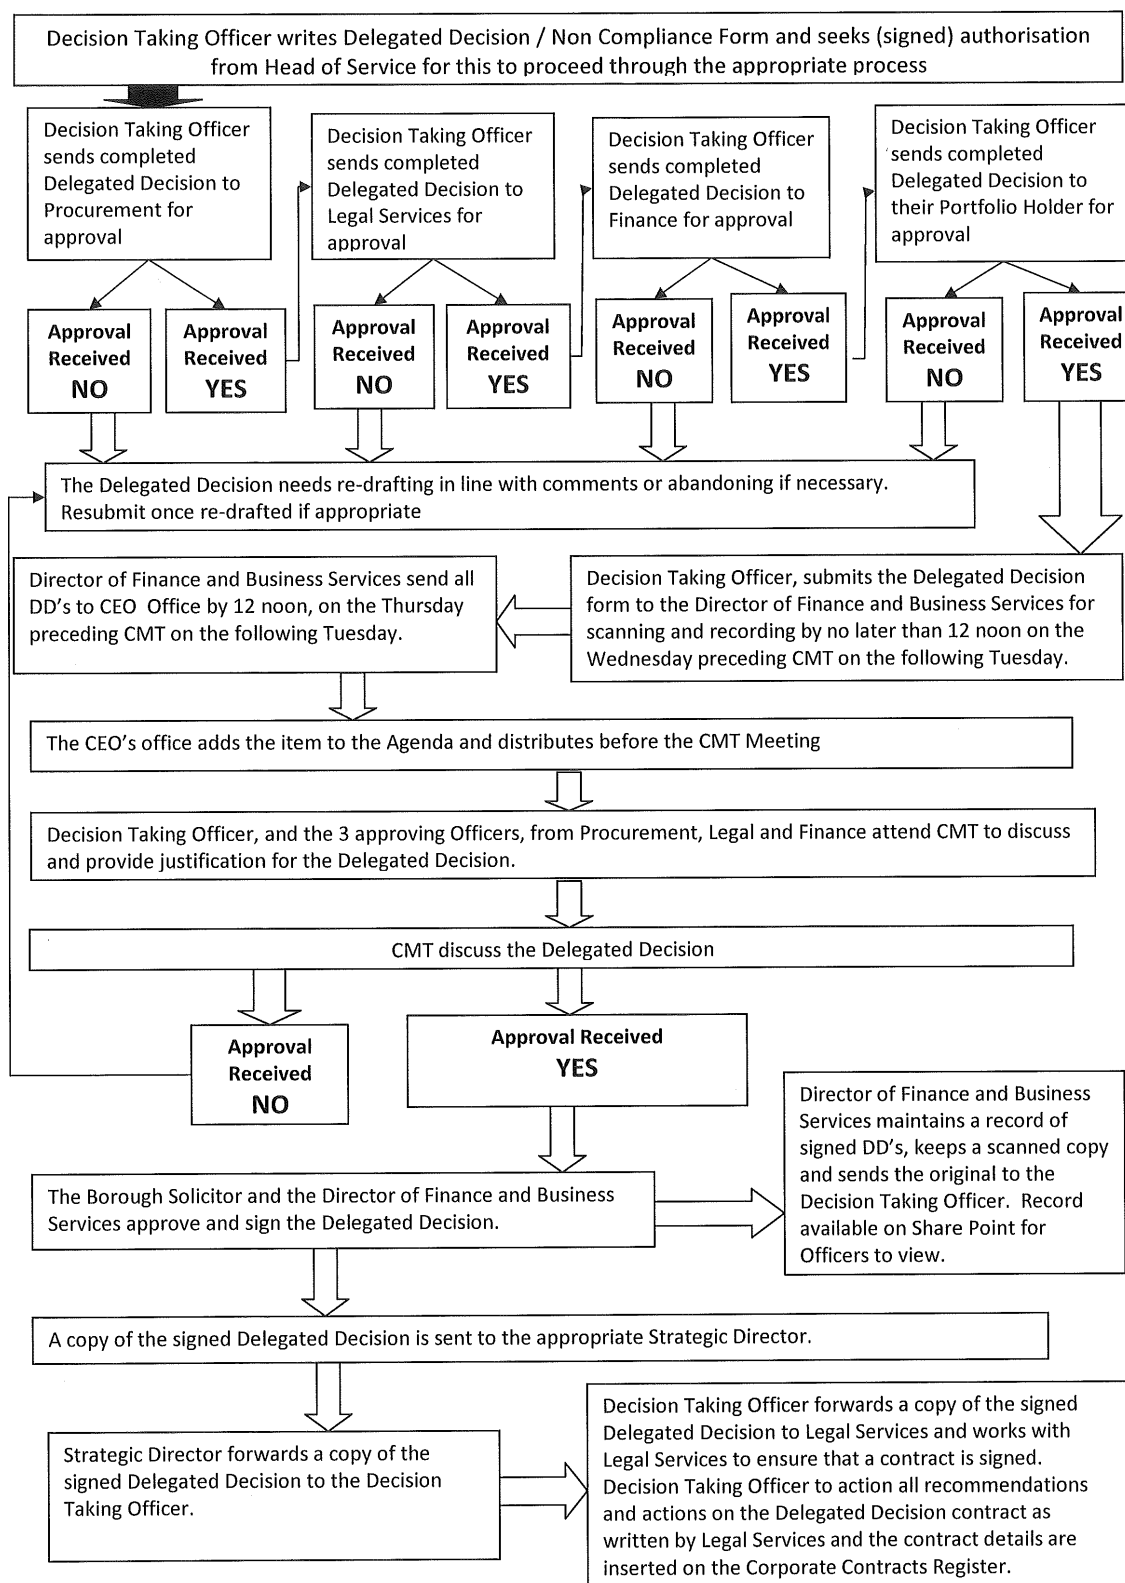 Decision Taking Officer writes Delegated Decision / Non Compliance Form and seeks (signed) authorisation
from Head of Service for this to proceed through the appropriate process
Decision Taking Officer
sends completed
Delegated Decision to
Procurement for
approval
Decision Taking Officer
sends completed
Delegated Decision to
Legal Services for
approval
Decision Taking Officer
sends completed
Delegated Decision to
Finance for approval
Decision Taking Officer
sends completed
Delegated Decision to
their Portfolio Holder for
approval
Approval
Received
NO
Approval
Received
YES
Approval
Received
NO
Approval
Received
YES
Approval
Received
NO
Approval
Received
YES
Approval
Received
NO
Approval
Received
YES
The Delegated Decision needs re-drafting in line with comments or abandoning if necessary.
Resubmit once re-drafted if appropriate
Decision Taking Officer, submits the Delegated Decision
form to the Director of Finance and Business Services for
scanning and recording by no later than 12 noon on the
Wednesday preceding CMT on the following Tuesday.
Director of Finance and Business Services send all
DD's to CEO Office by 12 noon, on the Thursday
preceding CMT on the following Tuesday.
The CEO's office adds the item to the Agenda and distributes before the CMT Meeting
Decision Taking Officer, and the 3 approving Officers, from Procurement, Legal and Finance attend CMT to discuss
and provide justification for the Delegated Decision.
CMT discuss the Delegated Decision
Approval
Received
NO
Approval Received
YES
The Borough Solicitor and the Director of Finance and Business
Services approve and sign the Delegated Decision.
Director of Finance and Business
Services maintains a record of
signed DD's, keeps a scanned copy
and sends the original to the
Decision Taking Officer. Record
available on Share Point for
Officers to view.
A copy of the signed Delegated Decision is sent to the appropriate Strategic Director.
Strategic Director forwards a copy of the
signed Delegated Decision to the Decision
Taking Officer.
Decision Taking Officer forwards a copy of the signed
Delegated Decision to Legal Services and works with
Legal Services to ensure that a contract is signed.
Decision Taking Officer to action all recommendations
and actions on the Delegated Decision contract as
written by Legal Services and the contract details are
inserted on the Corporate Contracts Register.